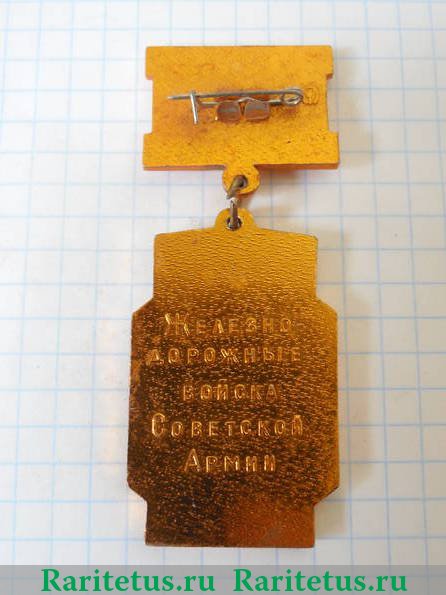 Железно
дорожные
войска
Советской
Армии
Raritetus.ru Raritetus.ru